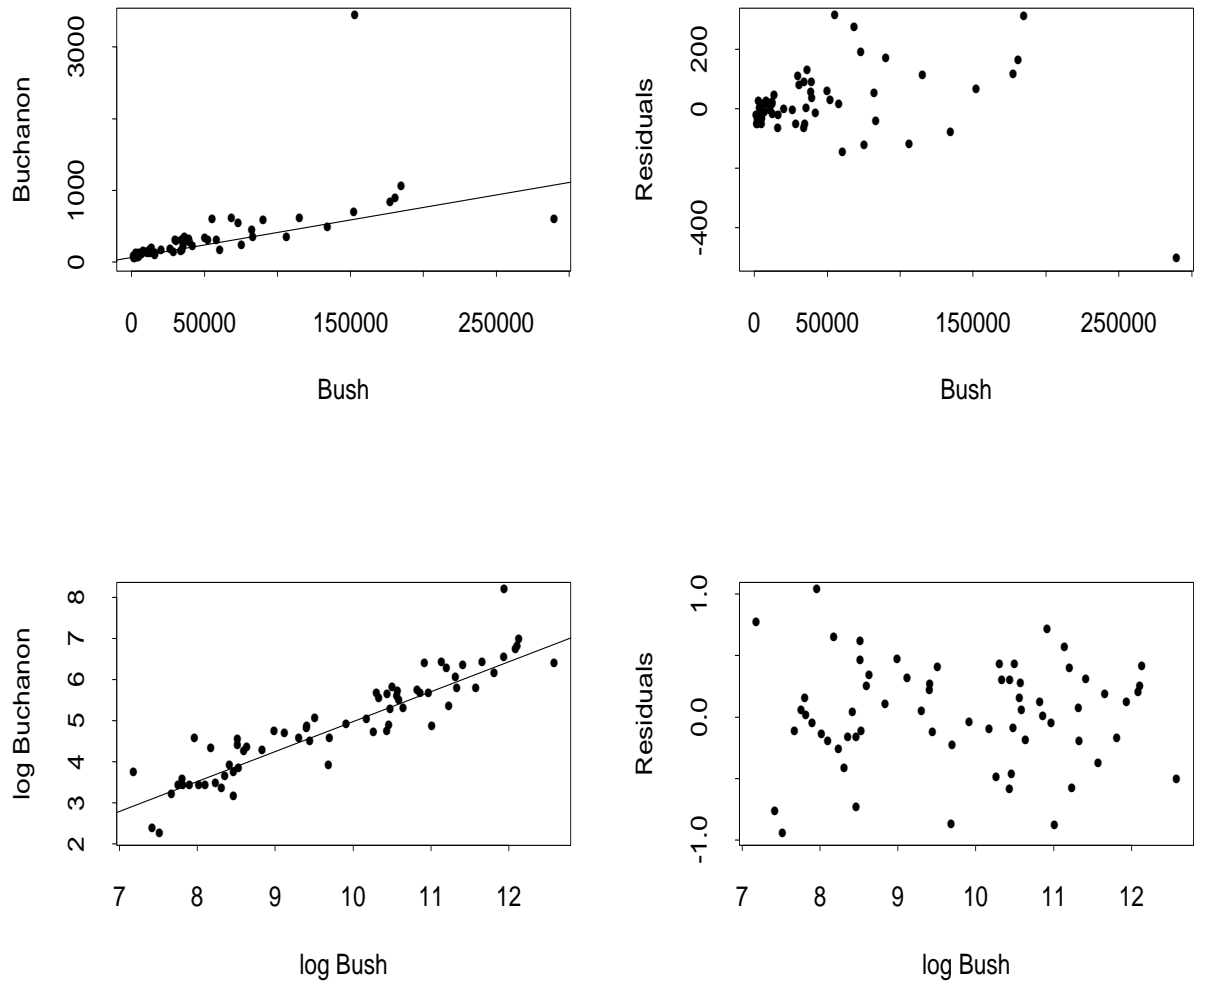 Buchanon
3000
1000
0
0 50000 150000 250000
Bush
Residuals
200
0
-400
0 50000 150000 250000
Bush
log Buchanon
8
7
6
5
4
3
2
7 8 9 10 11 12
log Bush
Residuals
1.0
0.0
-1.0
7 8 9 10 11 12
log Bush